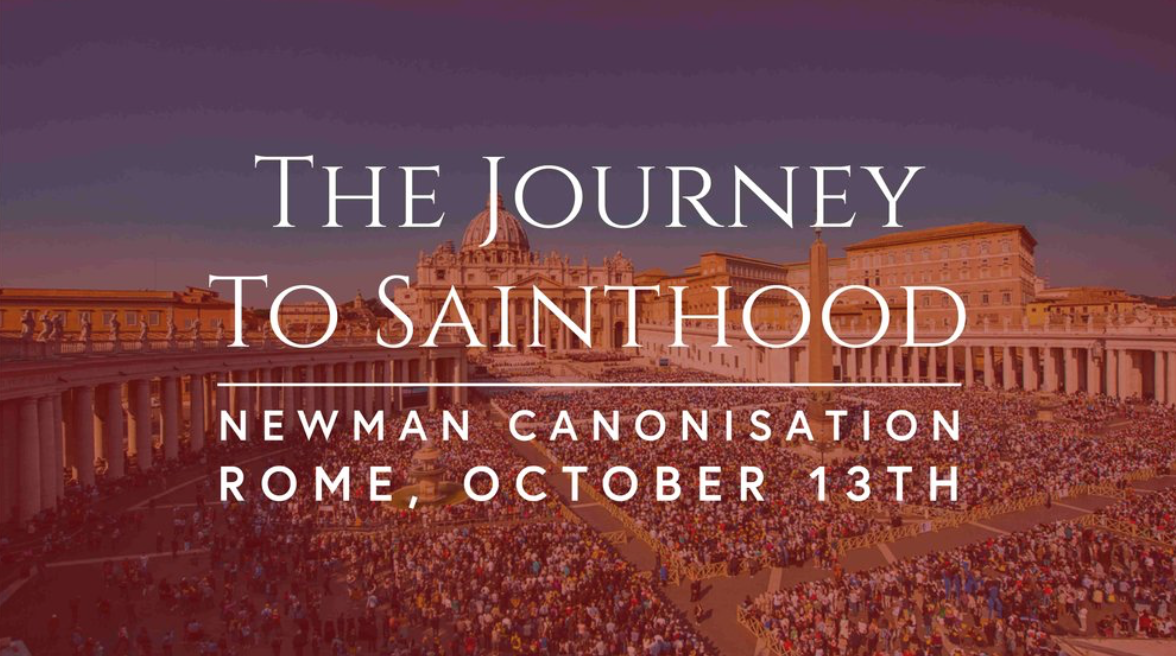 The Journey
To Sainthood
NEWMAN CANONISATION
ROME, OCTOBER 13TH